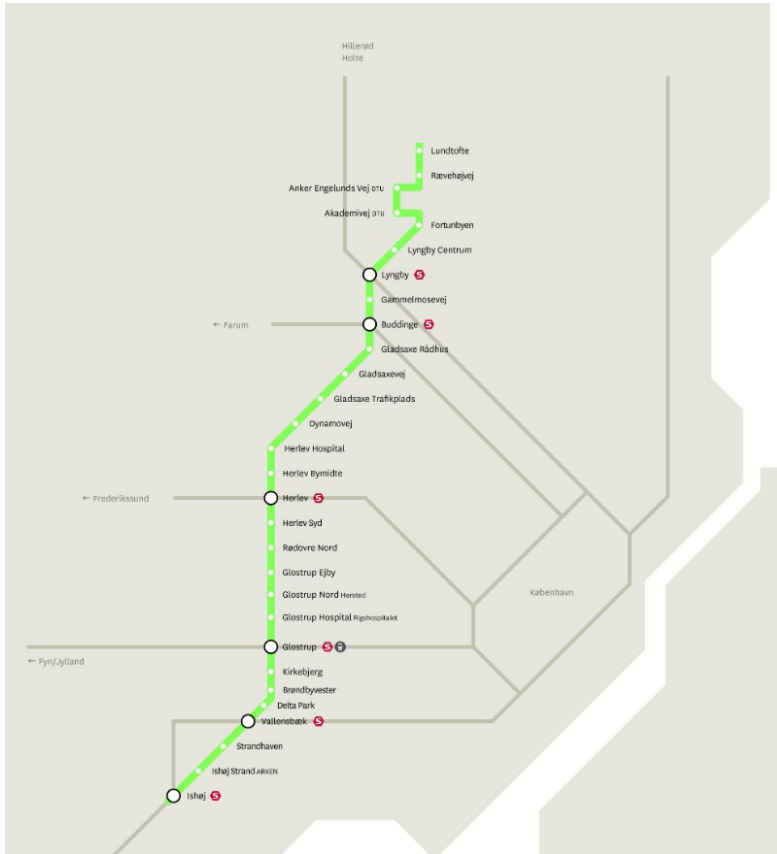 Hillerød
Holte
Lundtofte
Rævehøjvej
Anker Engelunds Vej DTU
Akademivej DTU
Fortunbyen
Lyngby Centrum
Lyngby S
Gammelmosevej
← Farum
Buddinge S
Gladsaxe Rådhus
Gladsaxevej
Gladsaxe Trafikplads
Dynamovej
Herlev Hospital
Herlev Bymidte
← Frederikssund
Herlev S
Herlev Syd
Rødovre Nord
Glostrup Ejby
København
Glostrup Nord Hersted
Glostrup Hospital Rigshospitalet
Glostrup S
← Fyn/Jylland
Kirkebjerg
Brøndbyvester
Delta Park
Vallensbæk S
Strandhaven
Ishøj Strand ARKEN
Ishøj S